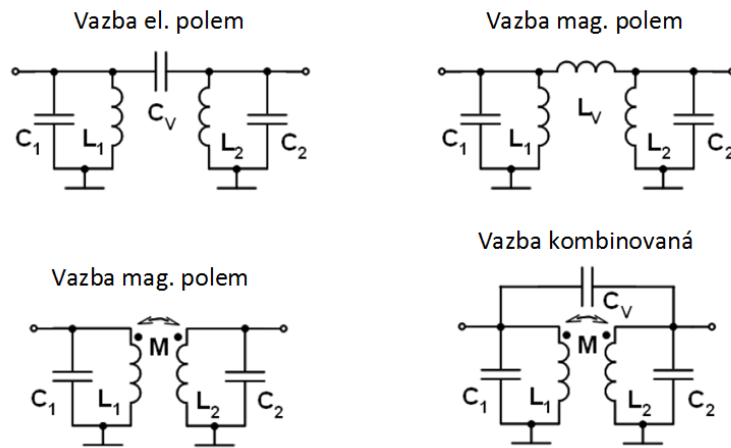 Vazba el. polem
C1 L1 CV L2 C2
Vazba mag. polem
C1 L1 LV L2 C2
Vazba mag. polem
C1 L1 M L2 C2
Vazba kombinovaná
CV
C1 L1 M L2 C2